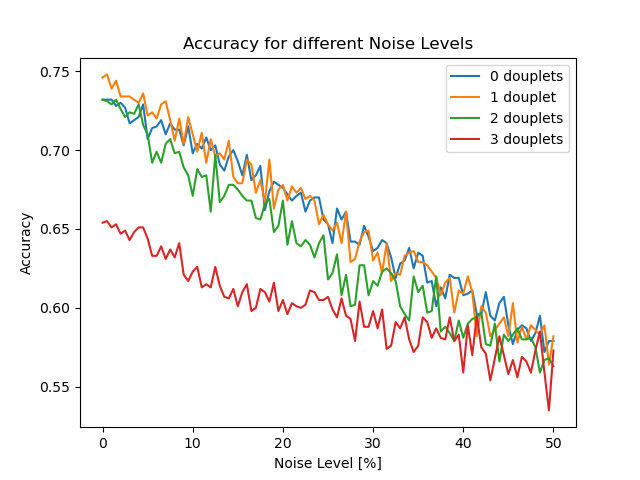 Accuracy for different Noise Levels
0 douplets
1 douplet
2 douplets
3 douplets
0.75
0.70
0.65
0.60
0.55
Accuracy
0 10 20 30 40 50
Noise Level [%]